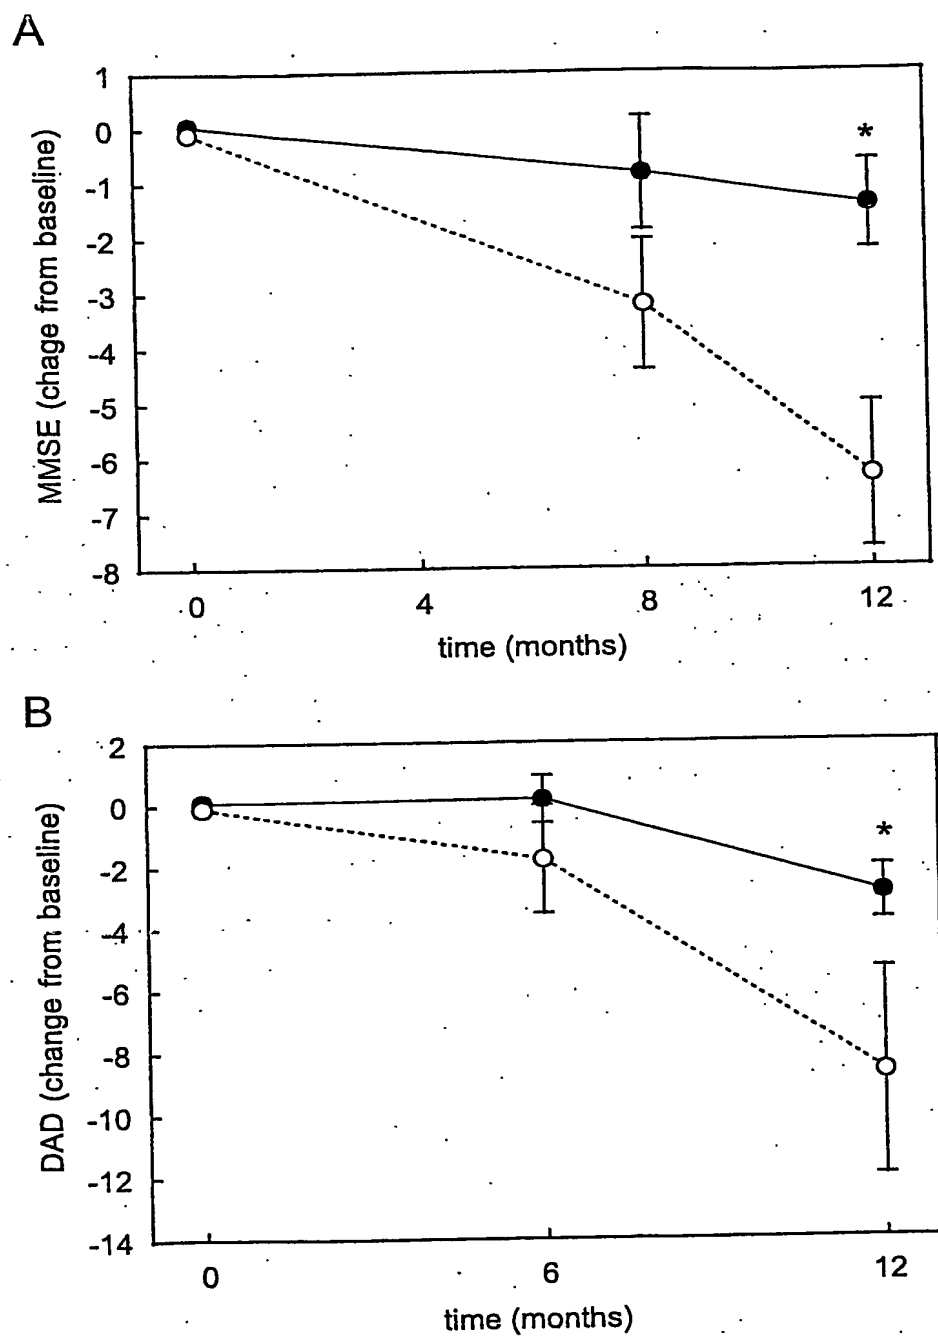 A
1
0
-1
-2
-3
-4
-5
-6
-7
-8
MMSE (chage from baseline)
*
0 4 8 12
time (months)
B
2
0
-2
-4
-6
-8
-10
-12
-14
DAD (change from baseline)
*
0 6 12
time (months)